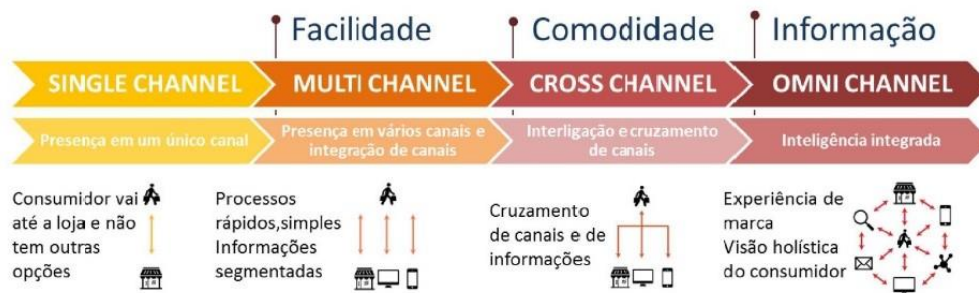 Facilidade
Comodidade
Informação
SINGLE CHANNEL
MULTI CHANNEL
CROSS CHANNEL
OMNI CHANNEL
Presença em um único canal
Presença em vários canais e
integração de canais
Interligação e cruzamento
de canais
Inteligência integrada
Consumidor vai
até a loja e não
tem outras
opções
Processos
rápidos,simples
Informações
segmentadas
Cruzamento
de canais e de
informações
Experiência de
marca
Visão holística
do consumidor